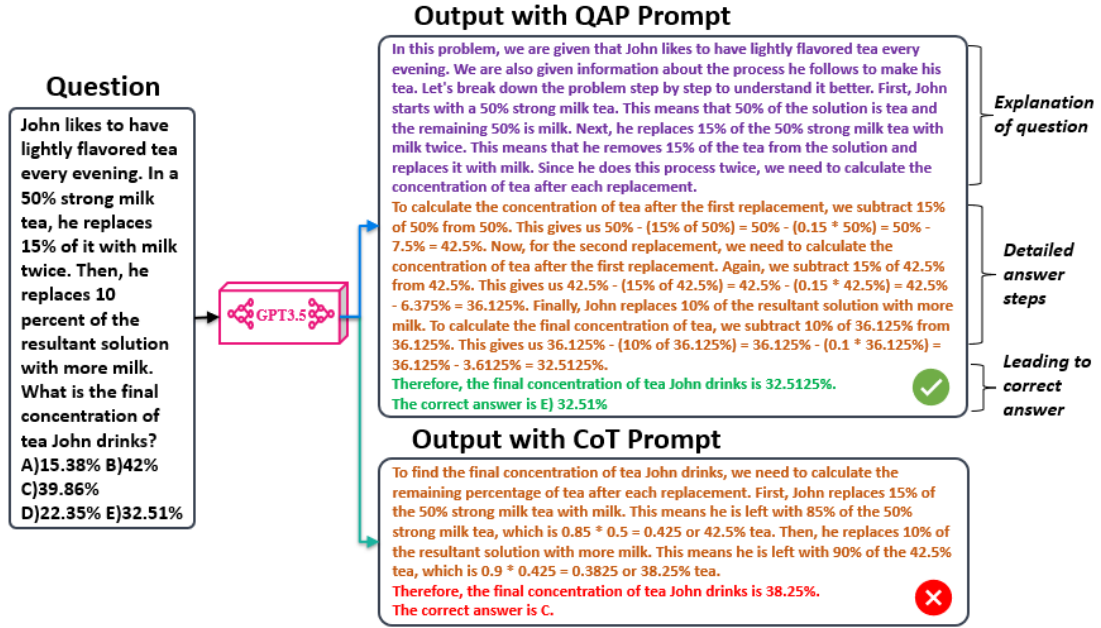 Output with QAP Prompt
Question
John likes to have
lightly flavored tea
every evening. In a
50% strong milk
tea, he replaces
15% of it with milk
twice. Then, he
replaces 10
percent of the
resultant solution
with more milk.
What is the final
concentration of
tea John drinks?
A)15.38% B)42%
C)39.86%
D)22.35% E)32.51%
GPT3.5
In this problem, we are given that John likes to have lightly flavored tea every
evening. We are also given information about the process he follows to make his
tea. Let's break down the problem step by step to understand it better. First, John
starts with a 50% strong milk tea. This means that 50% of the solution is tea and
the remaining 50% is milk. Next, he replaces 15% of the 50% strong milk tea with
milk twice. This means that he removes 15% of the tea from the solution and
replaces it with milk. Since he does this process twice, we need to calculate the
concentration of tea after each replacement.
To calculate the concentration of tea after the first replacement, we subtract 15%
of 50% from 50%. This gives us 50% - (15% of 50%) = 50% - (0.15 * 50%) = 50% -
7.5% = 42.5%. Now, for the second replacement, we need to calculate the
concentration of tea after the first replacement. Again, we subtract 15% of 42.5%
from 42.5%. This gives us 42.5% - (15% of 42.5%) = 42.5% - (0.15 * 42.5%) = 42.5%
- 6.375% = 36.125%. Finally, John replaces 10% of the resultant solution with more
milk. To calculate the final concentration of tea, we subtract 10% of 36.125% from
36.125%. This gives us 36.125% - (10% of 36.125%) = 36.125% - (0.1 * 36.125%) =
36.125% - 3.6125% = 32.5125%.
Therefore, the final concentration of tea John drinks is 32.5125%.
The correct answer is E) 32.51%
Explanation
of question
Detailed
answer
steps
Leading to
correct
answer
Output with CoT Prompt
To find the final concentration of tea John drinks, we need to calculate the
remaining percentage of tea after each replacement. First, John replaces 15% of
the 50% strong milk tea with milk. This means he is left with 85% of the 50%
strong milk tea, which is 0.85 * 0.5 = 0.425 or 42.5% tea. Then, he replaces 10% of
the resultant solution with more milk. This means he is left with 90% of the 42.5%
tea, which is 0.9 * 0.425 = 0.3825 or 38.25% tea.
Therefore, the final concentration of tea John drinks is 38.25%.
The correct answer is C.